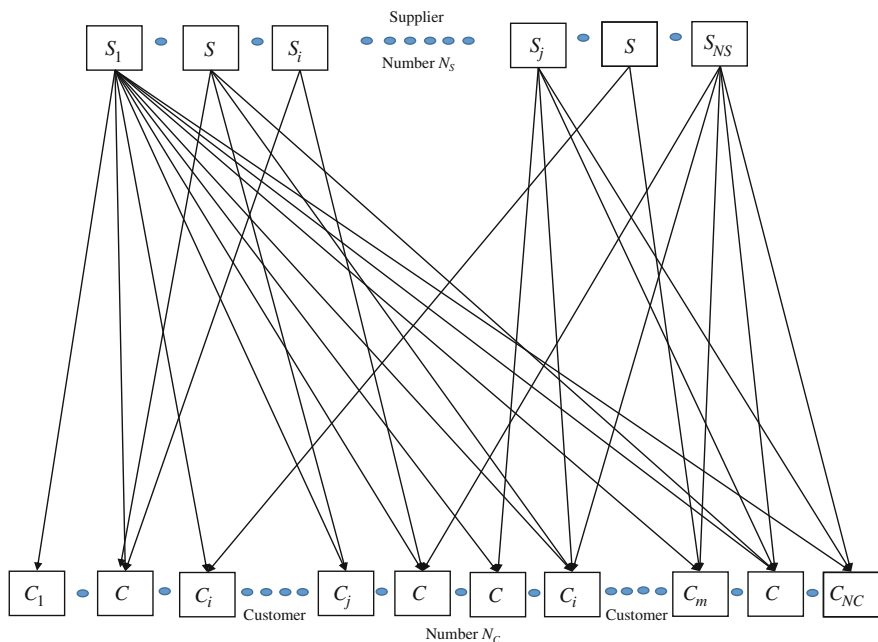 Supplier
S1 S Si Sj S SNS
Number NS
C1 C Ci Cj C C Ci Cm C CNC
Customer Customer
Number NC